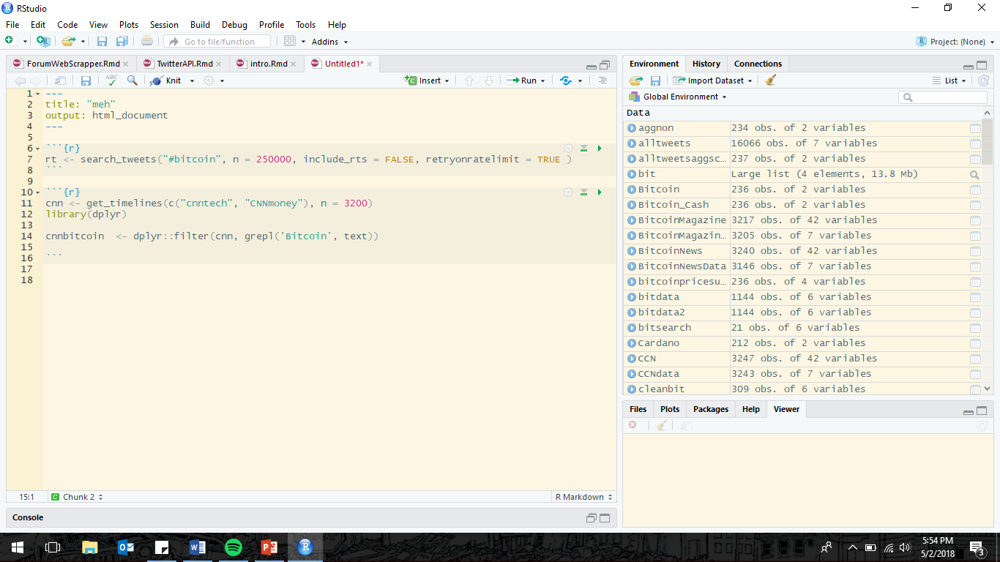 RStudio
File Edit Code View Plots Session Build Debug Profile Tools Help
Go to file/function Addins Project: (None)
ForumWebScrapper.Rmd TwitterAPI.Rmd intro.Rmd Untitled1*
ABC Knit Insert Run
1 ---
2 title: "meh"
3 output: html_document
4 ---
5
6 ```{r}
7 rt <- search_tweets("#bitcoin", n = 250000, include_rts = FALSE, retryonratelimit = TRUE )
8 ```
9
10 ```{r}
11 cnn <- get_timelines(c("cnntech", "CNNmoney"), n = 3200)
12 library(dplyr)
13
14 cnnbitcoin  <- dplyr::filter(cnn, grepl('Bitcoin', text))
15
16 ```
17
18
15:1 C Chunk 2 R Markdown
Console
Environment History Connections
Import Dataset List
Global Environment
Data
aggnon 234 obs. of 2 variables
alltweets 16066 obs. of 7 variables
alltweetsaggsc… 237 obs. of 2 variables
bit Large list (4 elements, 13.8 Mb)
Bitcoin 236 obs. of 2 variables
Bitcoin_Cash 236 obs. of 2 variables
BitcoinMagazine 3217 obs. of 42 variables
BitcoinMagazin… 3205 obs. of 7 variables
BitcoinNews 3240 obs. of 42 variables
BitcoinNewsData 3146 obs. of 7 variables
bitcoinpricesu… 236 obs. of 4 variables
bitdata 1144 obs. of 6 variables
bitdata2 1144 obs. of 6 variables
bitsearch 21 obs. of 6 variables
Cardano 212 obs. of 2 variables
CCN 3247 obs. of 42 variables
CCNdata 3243 obs. of 7 variables
cleanbit 309 obs. of 6 variables
Files Plots Packages Help Viewer
5:54 PM
5/2/2018
3